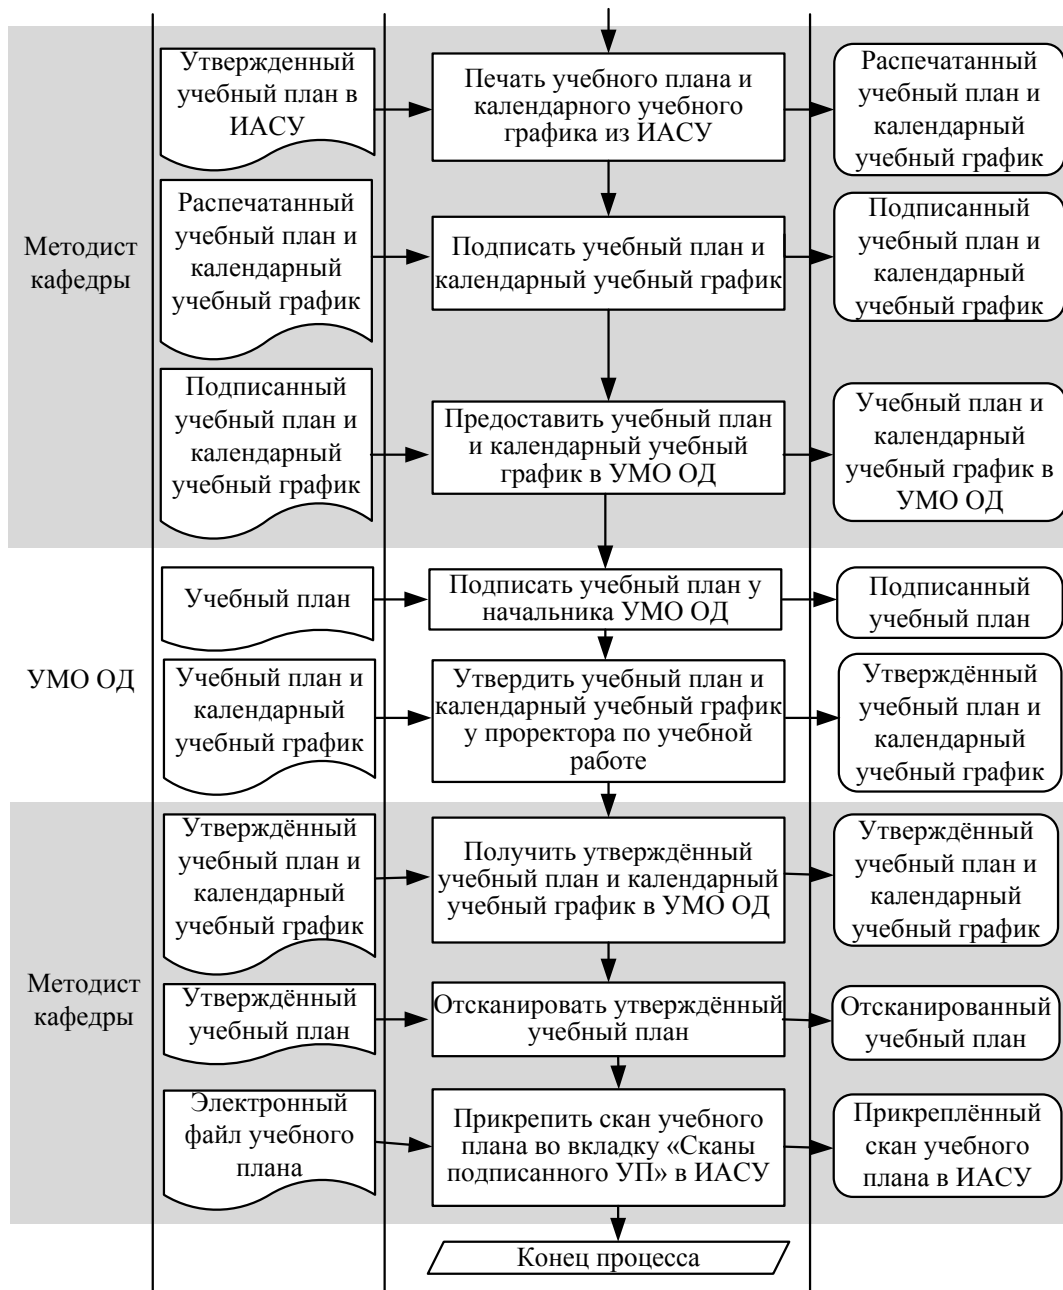 Утвержденный
учебный план в
ИАСУ
Печать учебного плана и
календарного учебного
графика из ИАСУ
Распечатанный
учебный план и
календарный
учебный график
Методист
кафедры
Распечатанный
учебный план и
календарный
учебный график
Подписать учебный план и
календарный учебный график
Подписанный
учебный план и
календарный
учебный график
Подписанный
учебный план и
календарный
учебный график
Предоставить учебный план
и календарный учебный
график в УМО ОД
Учебный план и
календарный
учебный график в
УМО ОД
УМО ОД
Учебный план
Подписать учебный план у
начальника УМО ОД
Подписанный
учебный план
Учебный план и
календарный
учебный график
Утвердить учебный план и
календарный учебный график
у проректора по учебной
работе
Утверждённый
учебный план и
календарный
учебный график
Методист
кафедры
Утверждённый
учебный план и
календарный
учебный график
Получить утверждённый
учебный план и календарный
учебный график в УМО ОД
Утверждённый
учебный план и
календарный
учебный график
Утверждённый
учебный план
Отсканировать утверждённый
учебный план
Отсканированный
учебный план
Электронный
файл учебного
плана
Прикрепить скан учебного
плана во вкладку «Сканы
подписанного УП» в ИАСУ
Прикреплённый
скан учебного
плана в ИАСУ
Конец процесса